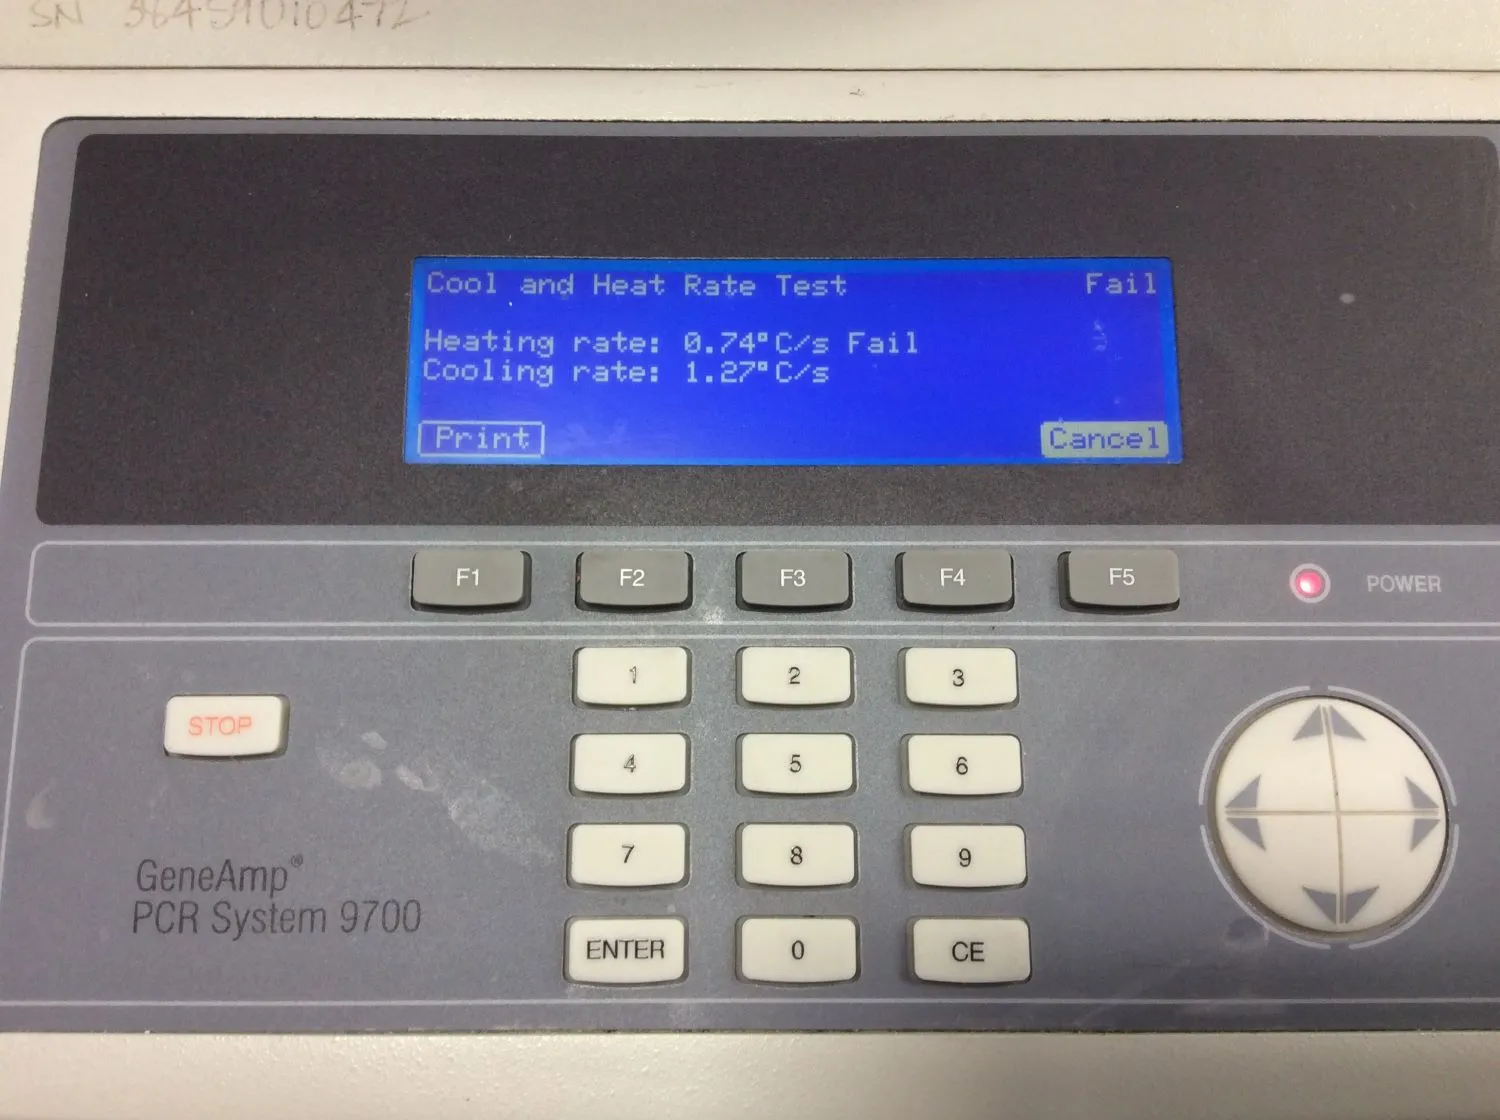 SN
Cool and Heat Rate Test Fail
Heating rate: 0.74°C/s Fail
Cooling rate: 1.27°C/s
Print Cancel
F1 F2 F3 F4 F5 POWER
1 2 3
STOP
4 5 6
7 8 9
GeneAmp®
PCR System 9700
ENTER 0 CE